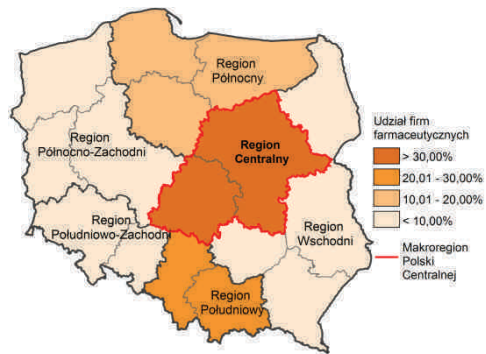 Region
Północny
Region
Północno-Zachodni
Region
Centralny
Region
Południowo-Zachodni
Region
Wschodni
Region
Południowy
Udział firm
farmaceutycznych
> 30,00%
20,01 - 30,00%
10,01 - 20,00%
< 10,00%
Makroregion
Polski
Centralnej